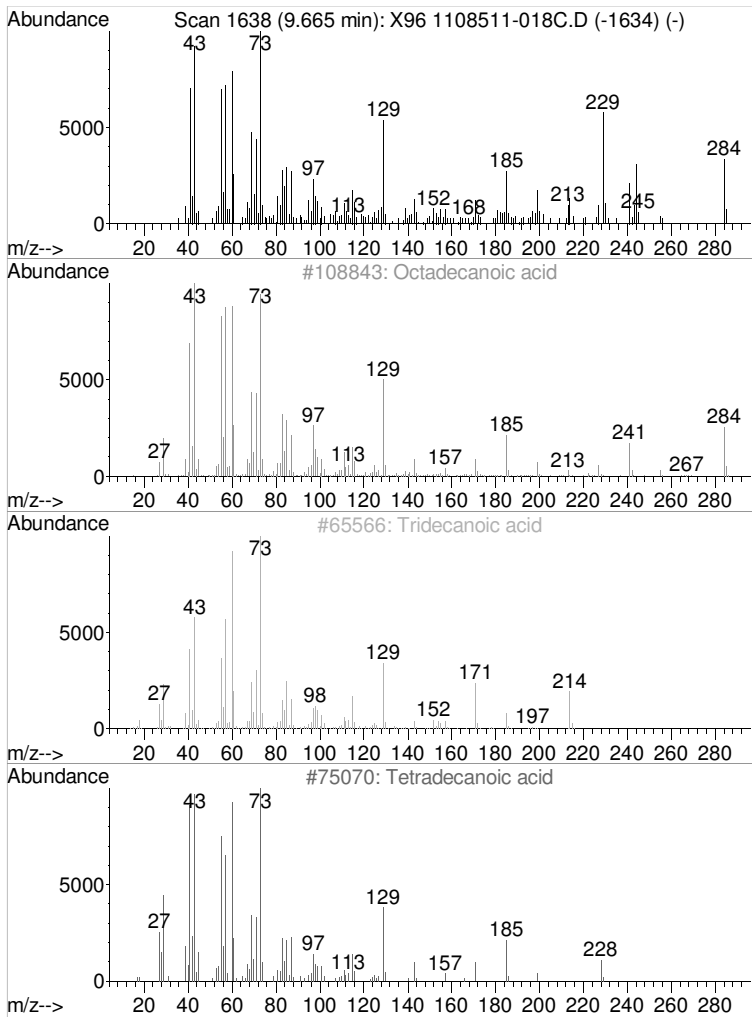 Abundance Scan 1638 (9.665 min): X96 1108511-018C.D (-1634) (-)
43 73
5000 129 229
284
185
97
113 152 168 213 245
0
m/z--> 20 40 60 80 100 120 140 160 180 200 220 240 260 280
Abundance #108843: Octadecanoic acid
43 73
5000 129
284
97 185
241
27 113 157 213 267
0
m/z--> 20 40 60 80 100 120 140 160 180 200 220 240 260 280
Abundance #65566: Tridecanoic acid
73
43
5000
129
171 214
27 98
152 197
0
m/z--> 20 40 60 80 100 120 140 160 180 200 220 240 260 280
Abundance #75070: Tetradecanoic acid
43 73
5000
129
27
185
97 228
113 157
0
m/z--> 20 40 60 80 100 120 140 160 180 200 220 240 260 280